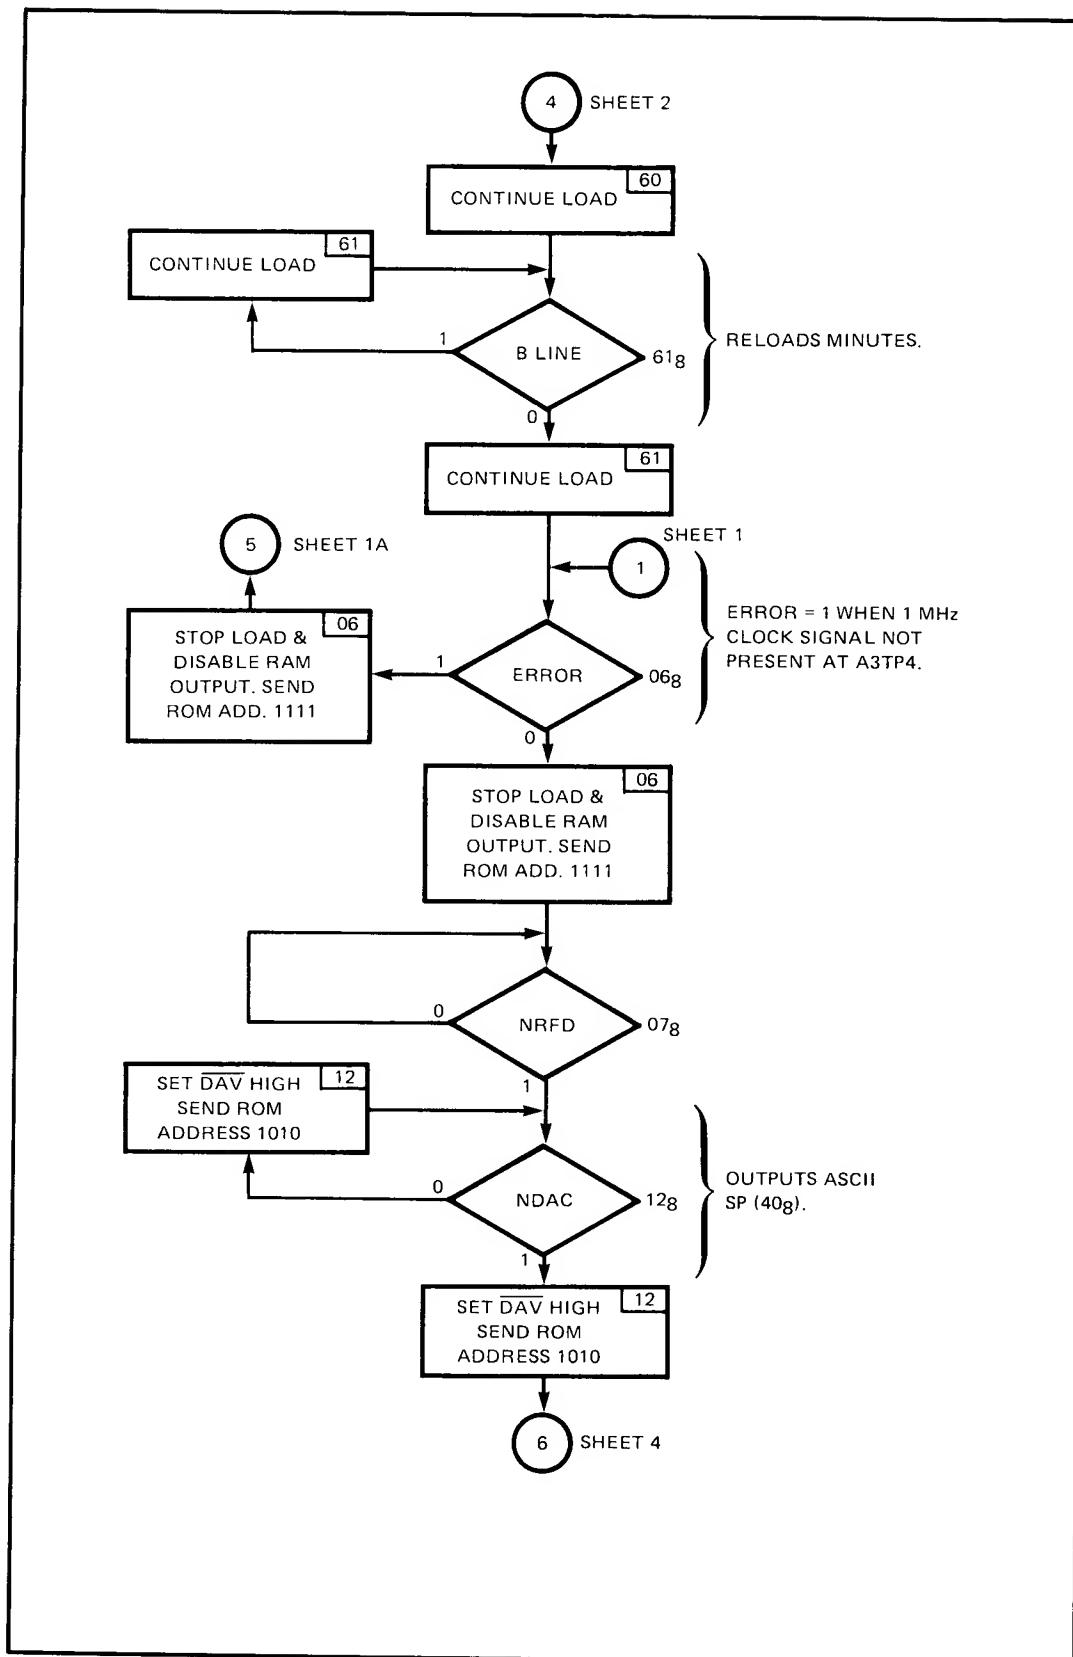 4 SHEET 2
60
CONTINUE LOAD
61
CONTINUE LOAD
1
B LINE
61₈
RELOADS MINUTES.
0
61
CONTINUE LOAD
SHEET 1
5 SHEET 1A
1
06
STOP LOAD &
DISABLE RAM
OUTPUT. SEND
ROM ADD. 1111
1
ERROR
06₈
ERROR = 1 WHEN 1 MHz
CLOCK SIGNAL NOT
PRESENT AT A3TP4.
0
06
STOP LOAD &
DISABLE RAM
OUTPUT. SEND
ROM ADD. 1111
0
NRFD
07₈
1
12
SET D̅A̅V̅ HIGH
SEND ROM
ADDRESS 1010
0
NDAC
12₈
OUTPUTS ASCII
SP (40₈).
1
12
SET D̅A̅V̅ HIGH
SEND ROM
ADDRESS 1010
6 SHEET 4